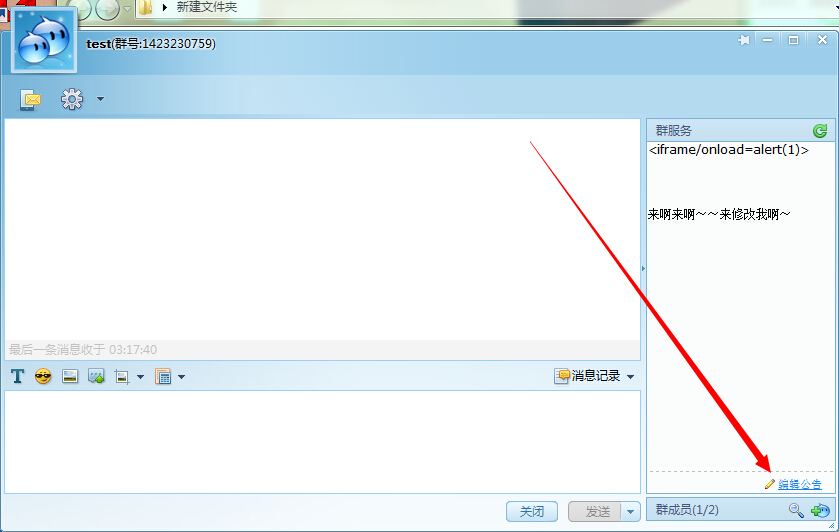 新建文件夹
test(群号:1423230759)
群服务
<iframe/onload=alert(1)>
来啊来啊~~来修改我啊~
最后一条消息收于 03:17:40
T
消息记录
编辑公告
关闭
发送
群成员(1/2)